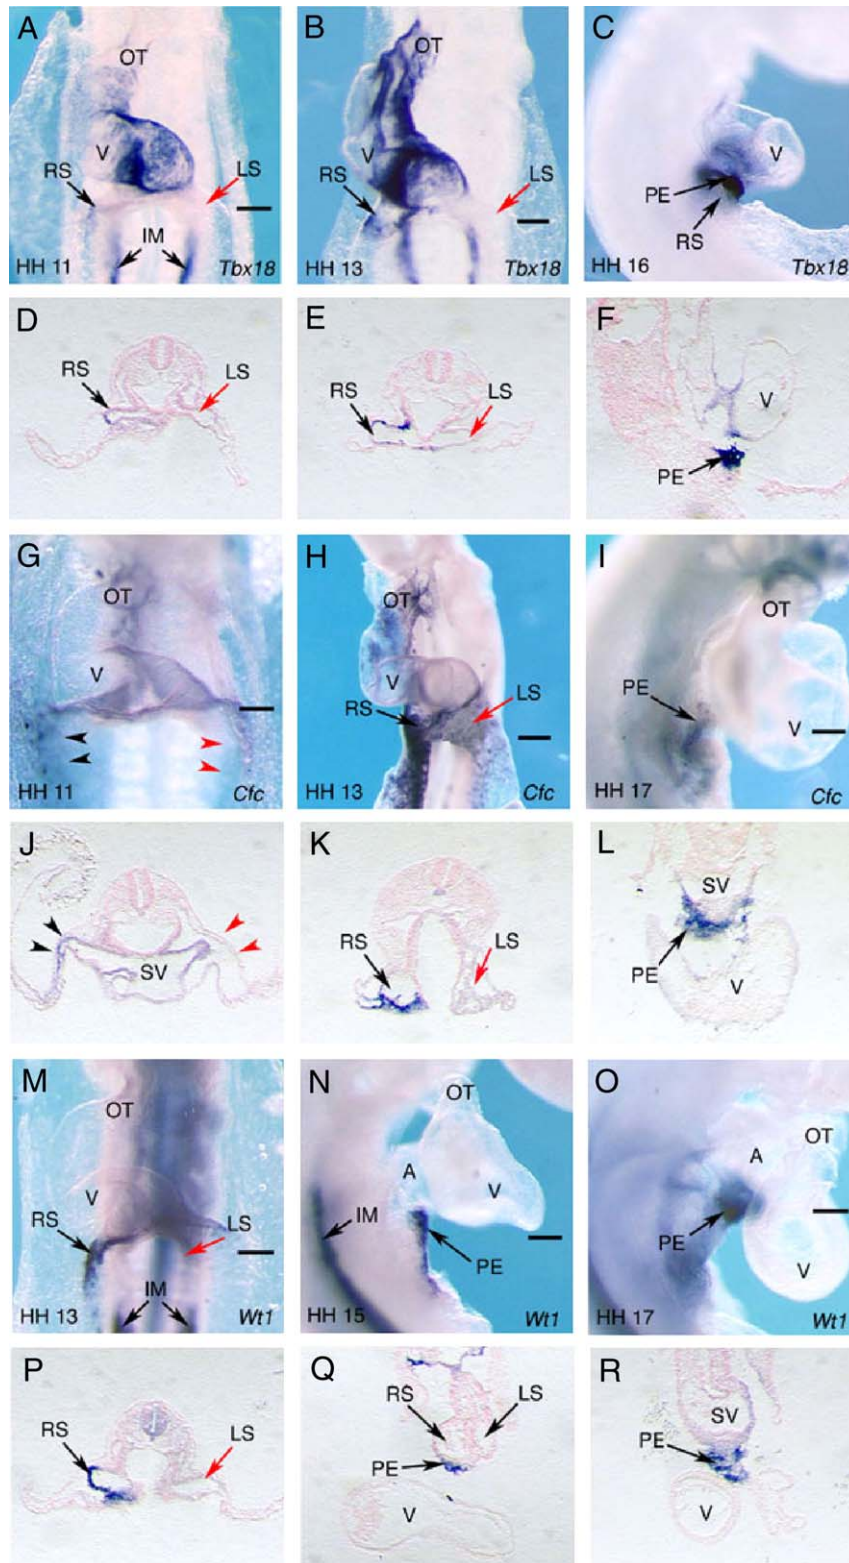 A
OT
V
RS
LS
IM
HH 11
Tbx18
B
OT
V
RS
LS
HH 13
Tbx18
C
V
PE
RS
HH 16
Tbx18
D
RS
LS
E
RS
LS
F
V
PE
G
OT
V
HH 11
Cfc
H
OT
V
LS
RS
HH 13
Cfc
I
OT
PE
V
HH 17
Cfc
J
SV
K
RS
LS
L
SV
PE
V
M
OT
V
RS
LS
IM
HH 13
Wt1
N
OT
A
V
IM
PE
HH 15
Wt1
O
A
OT
PE
V
HH 17
Wt1
P
RS
LS
Q
RS
LS
PE
V
R
SV
PE
V